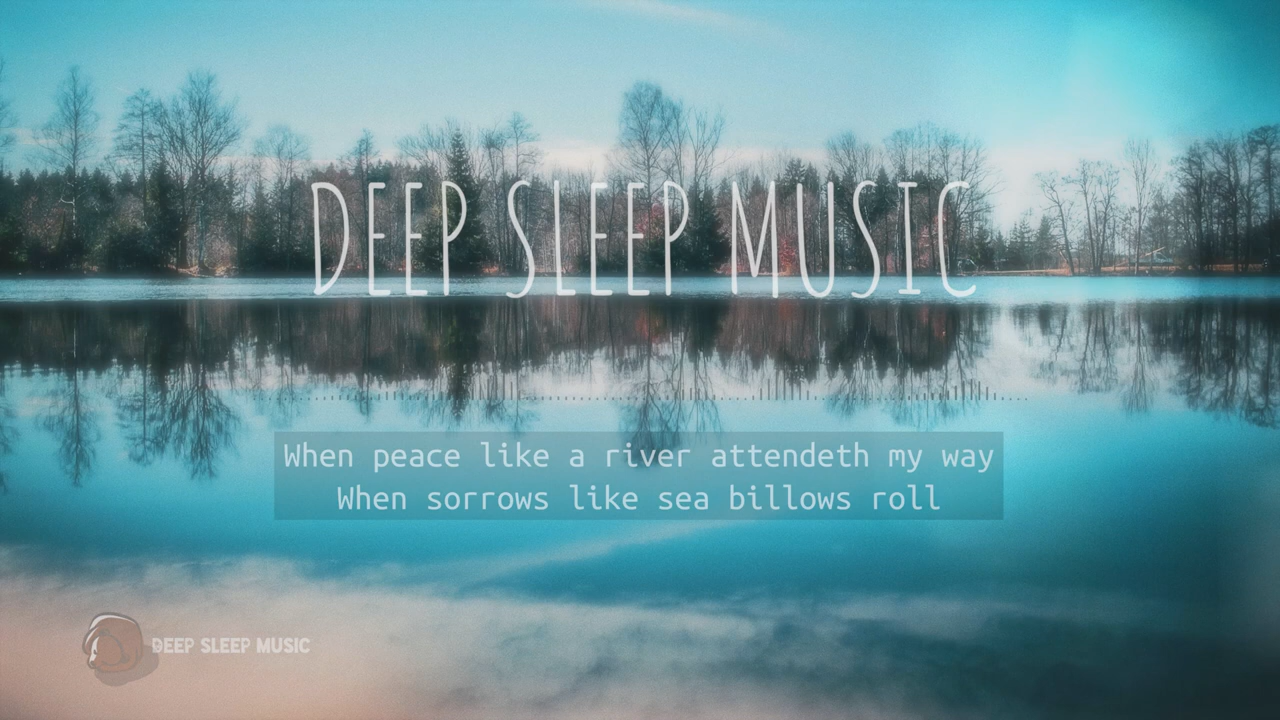 DEEP SLEEP MUSIC
When peace like a river attendeth my way
When sorrows like sea billows roll
DEEP SLEEP MUSIC